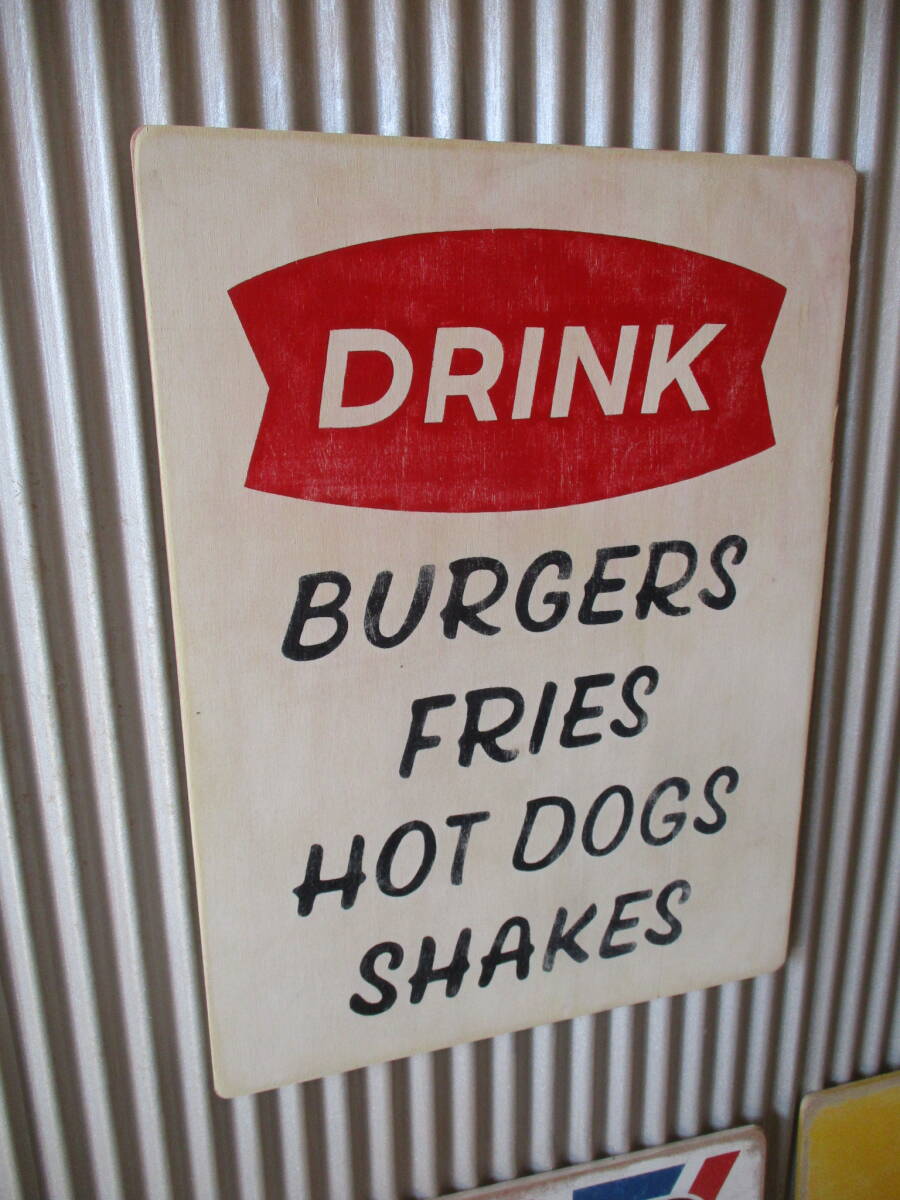 DRINK
BURGERS
FRIES
HOT DOGS
SHAKES